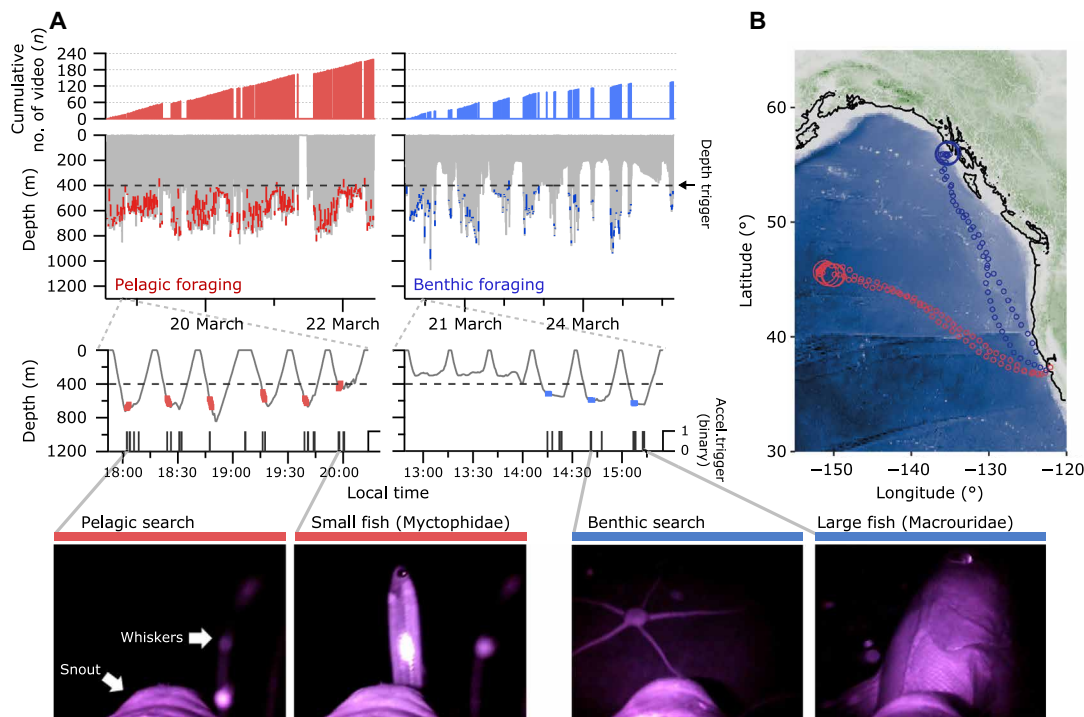 A
Cumulative
no. of video (n)
240
180
120
60
0
0
200
400
600
800
1000
1300
Depth (m)
Pelagic foraging
Benthic foraging
Depth trigger
20 March
22 March
21 March
24 March
Depth (m)
0
400
800
1200
18:00
18:30
19:00
19:30
20:00
13:00
13:30
14:00
14:30
15:00
Local time
1
0
Accel.trigger
(binary)
B
Latitude (°)
60
50
40
30
−150
−140
−130
−120
Longitude (°)
Pelagic search
Small fish (Myctophidae)
Benthic search
Large fish (Macrouridae)
Whiskers
Snout